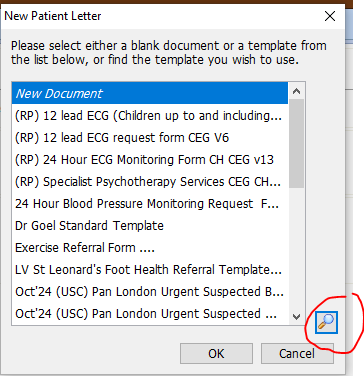 New Patient Letter
Please select either a blank document or a template from
the list below, or find the template you wish to use.
New Document
(RP) 12 lead ECG (Children up to and including...
(RP) 12 lead ECG request form CEG V6
(RP) 24 Hour ECG Monitoring Form CH CEG v13
(RP) Specialist Psychotherapy Services CEG CH...
24 Hour Blood Pressure Monitoring Request  F...
Dr Goel Standard Template
Exercise Referral Form ....
LV St Leonard's Foot Health Referral Template...
Oct'24 (USC) Pan London Urgent Suspected B...
Oct'24 (USC) Pan London Urgent Suspected ...
OK
Cancel